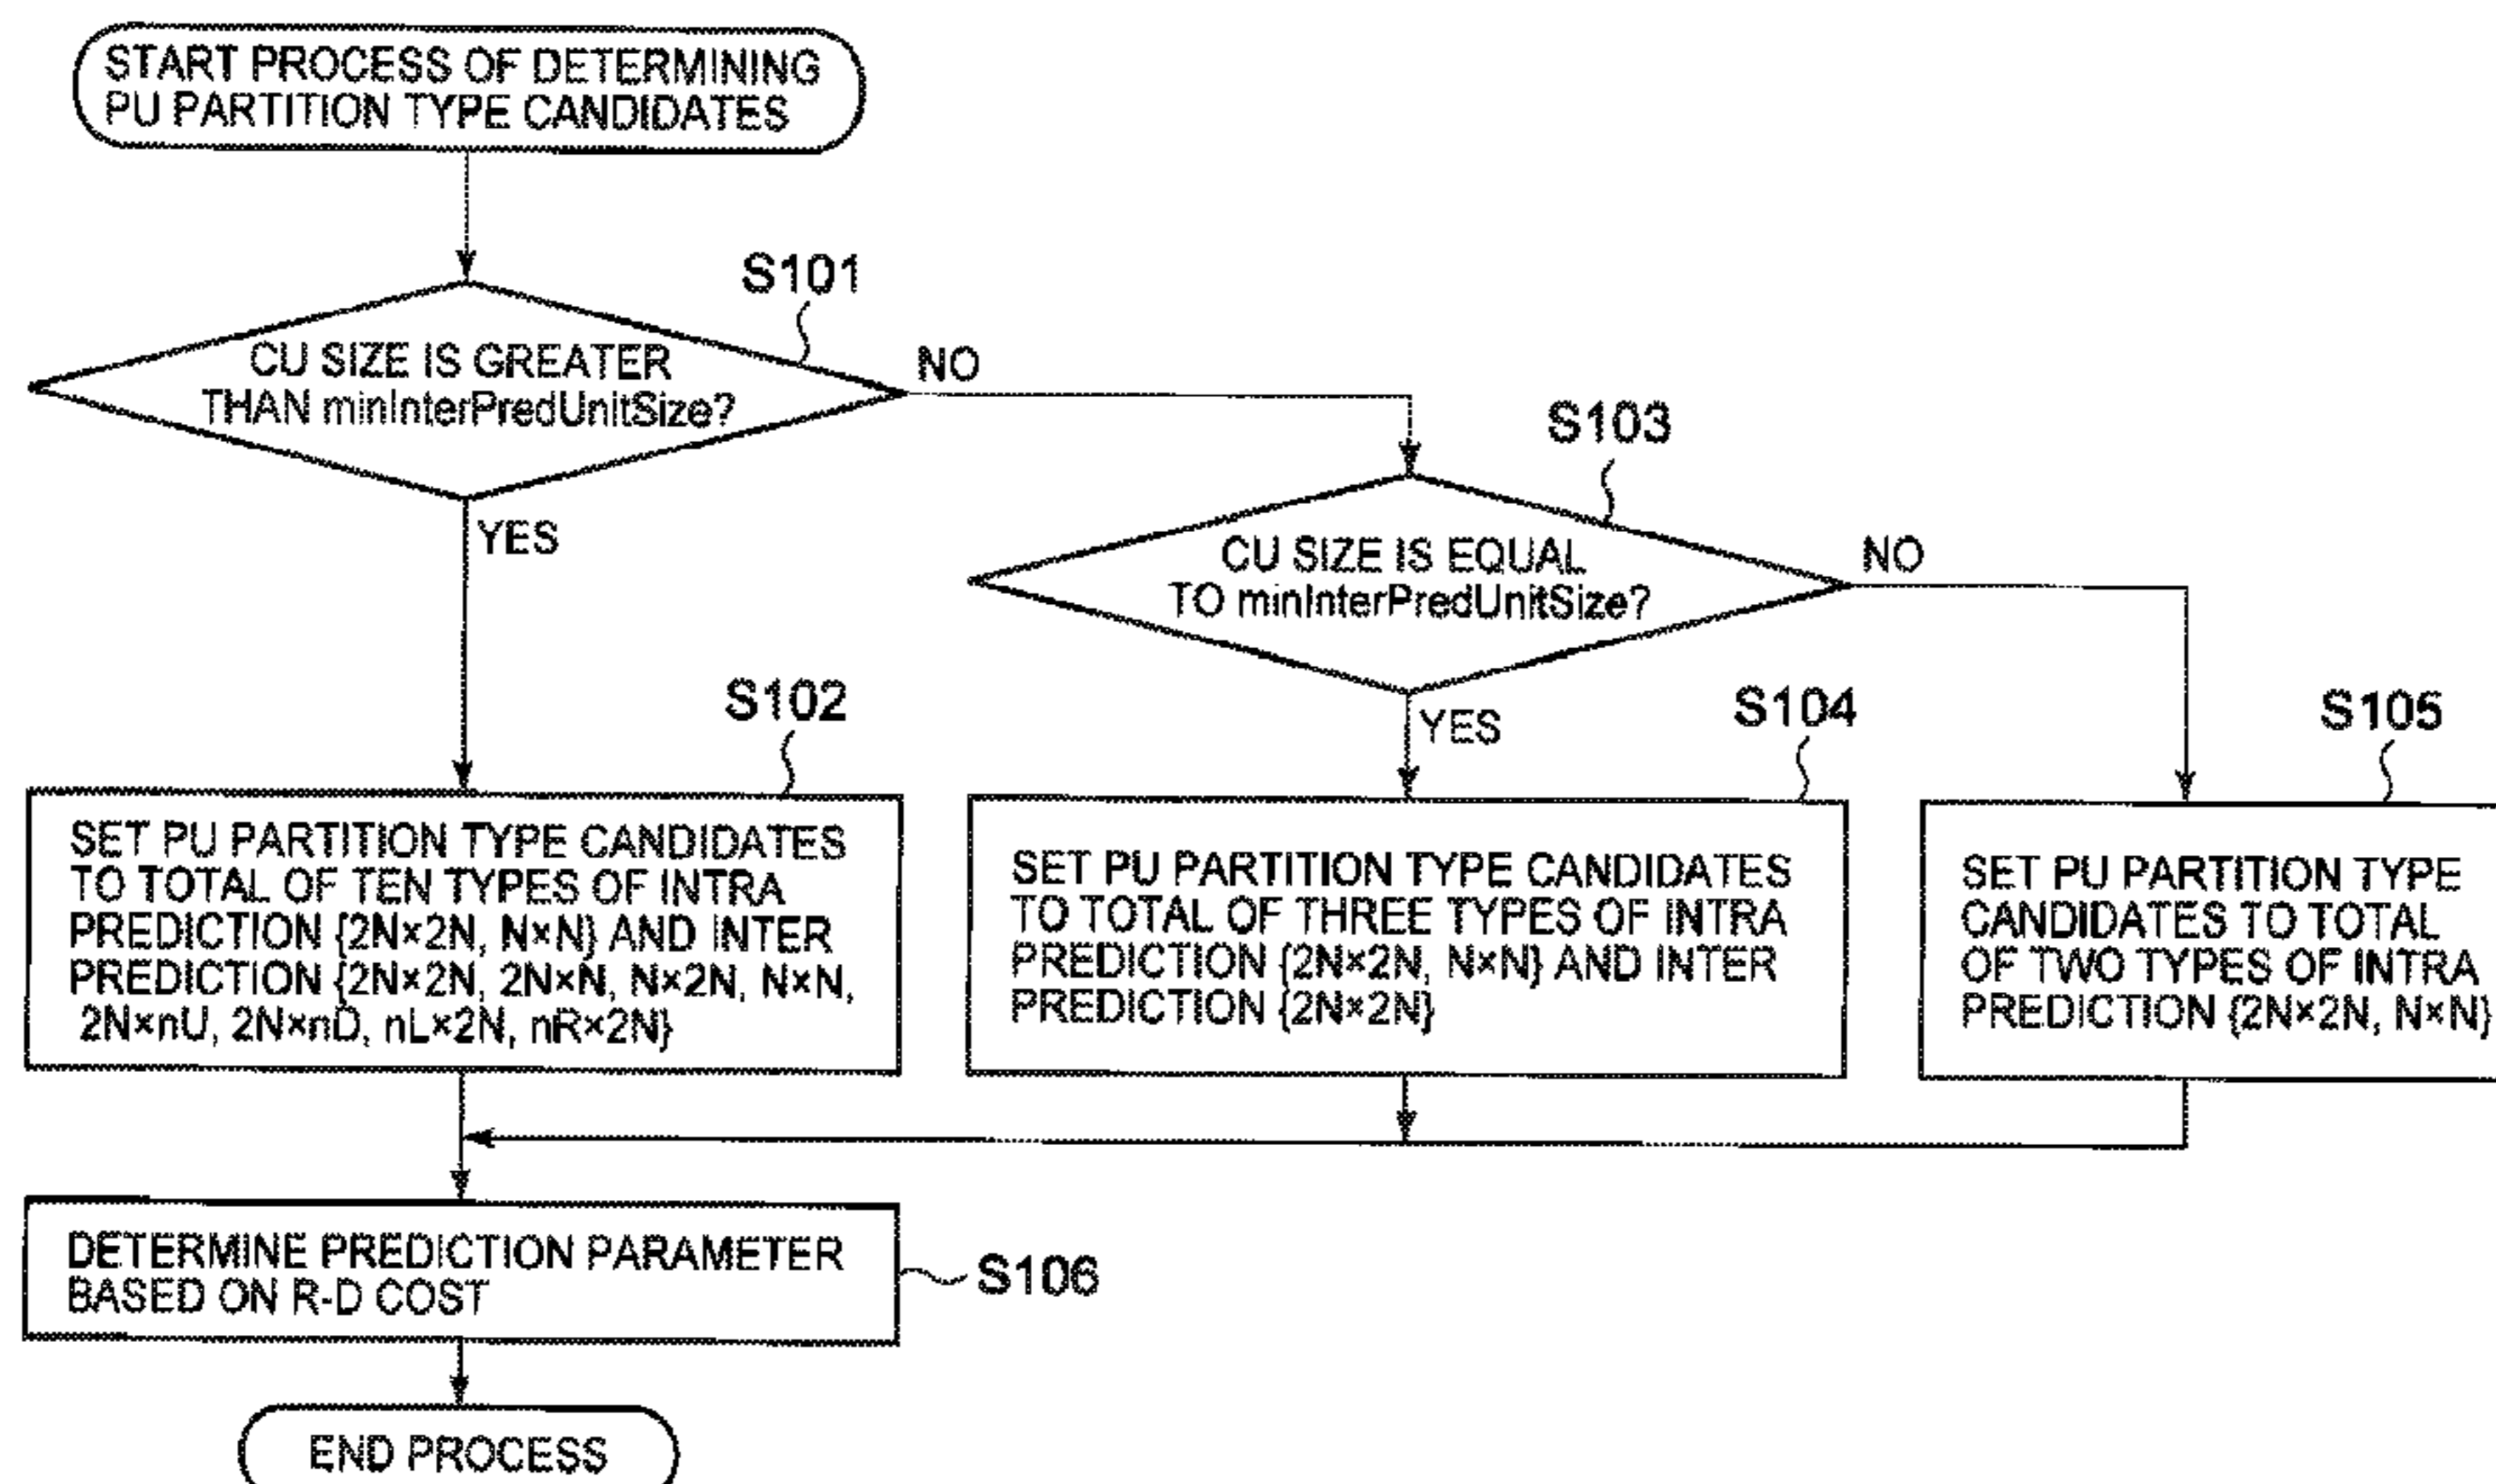 START PROCESS OF DETERMINING
PU PARTITION TYPE CANDIDATES
S101
CU SIZE IS GREATER
THAN minInterPredUnitSize?
NO
YES
S103
CU SIZE IS EQUAL
TO minInterPredUnitSize?
NO
YES
S102
SET PU PARTITION TYPE CANDIDATES
TO TOTAL OF TEN TYPES OF INTRA
PREDICTION {2N×2N, N×N} AND INTER
PREDICTION {2N×2N, 2N×N, N×2N, N×N,
2N×nU, 2N×nD, nL×2N, nR×2N}
S104
SET PU PARTITION TYPE CANDIDATES
TO TOTAL OF THREE TYPES OF INTRA
PREDICTION {2N×2N, N×N} AND INTER
PREDICTION {2N×2N}
S105
SET PU PARTITION TYPE
CANDIDATES TO TOTAL
OF TWO TYPES OF INTRA
PREDICTION {2N×2N, N×N}
DETERMINE PREDICTION PARAMETER
BASED ON R-D COST
S106
END PROCESS